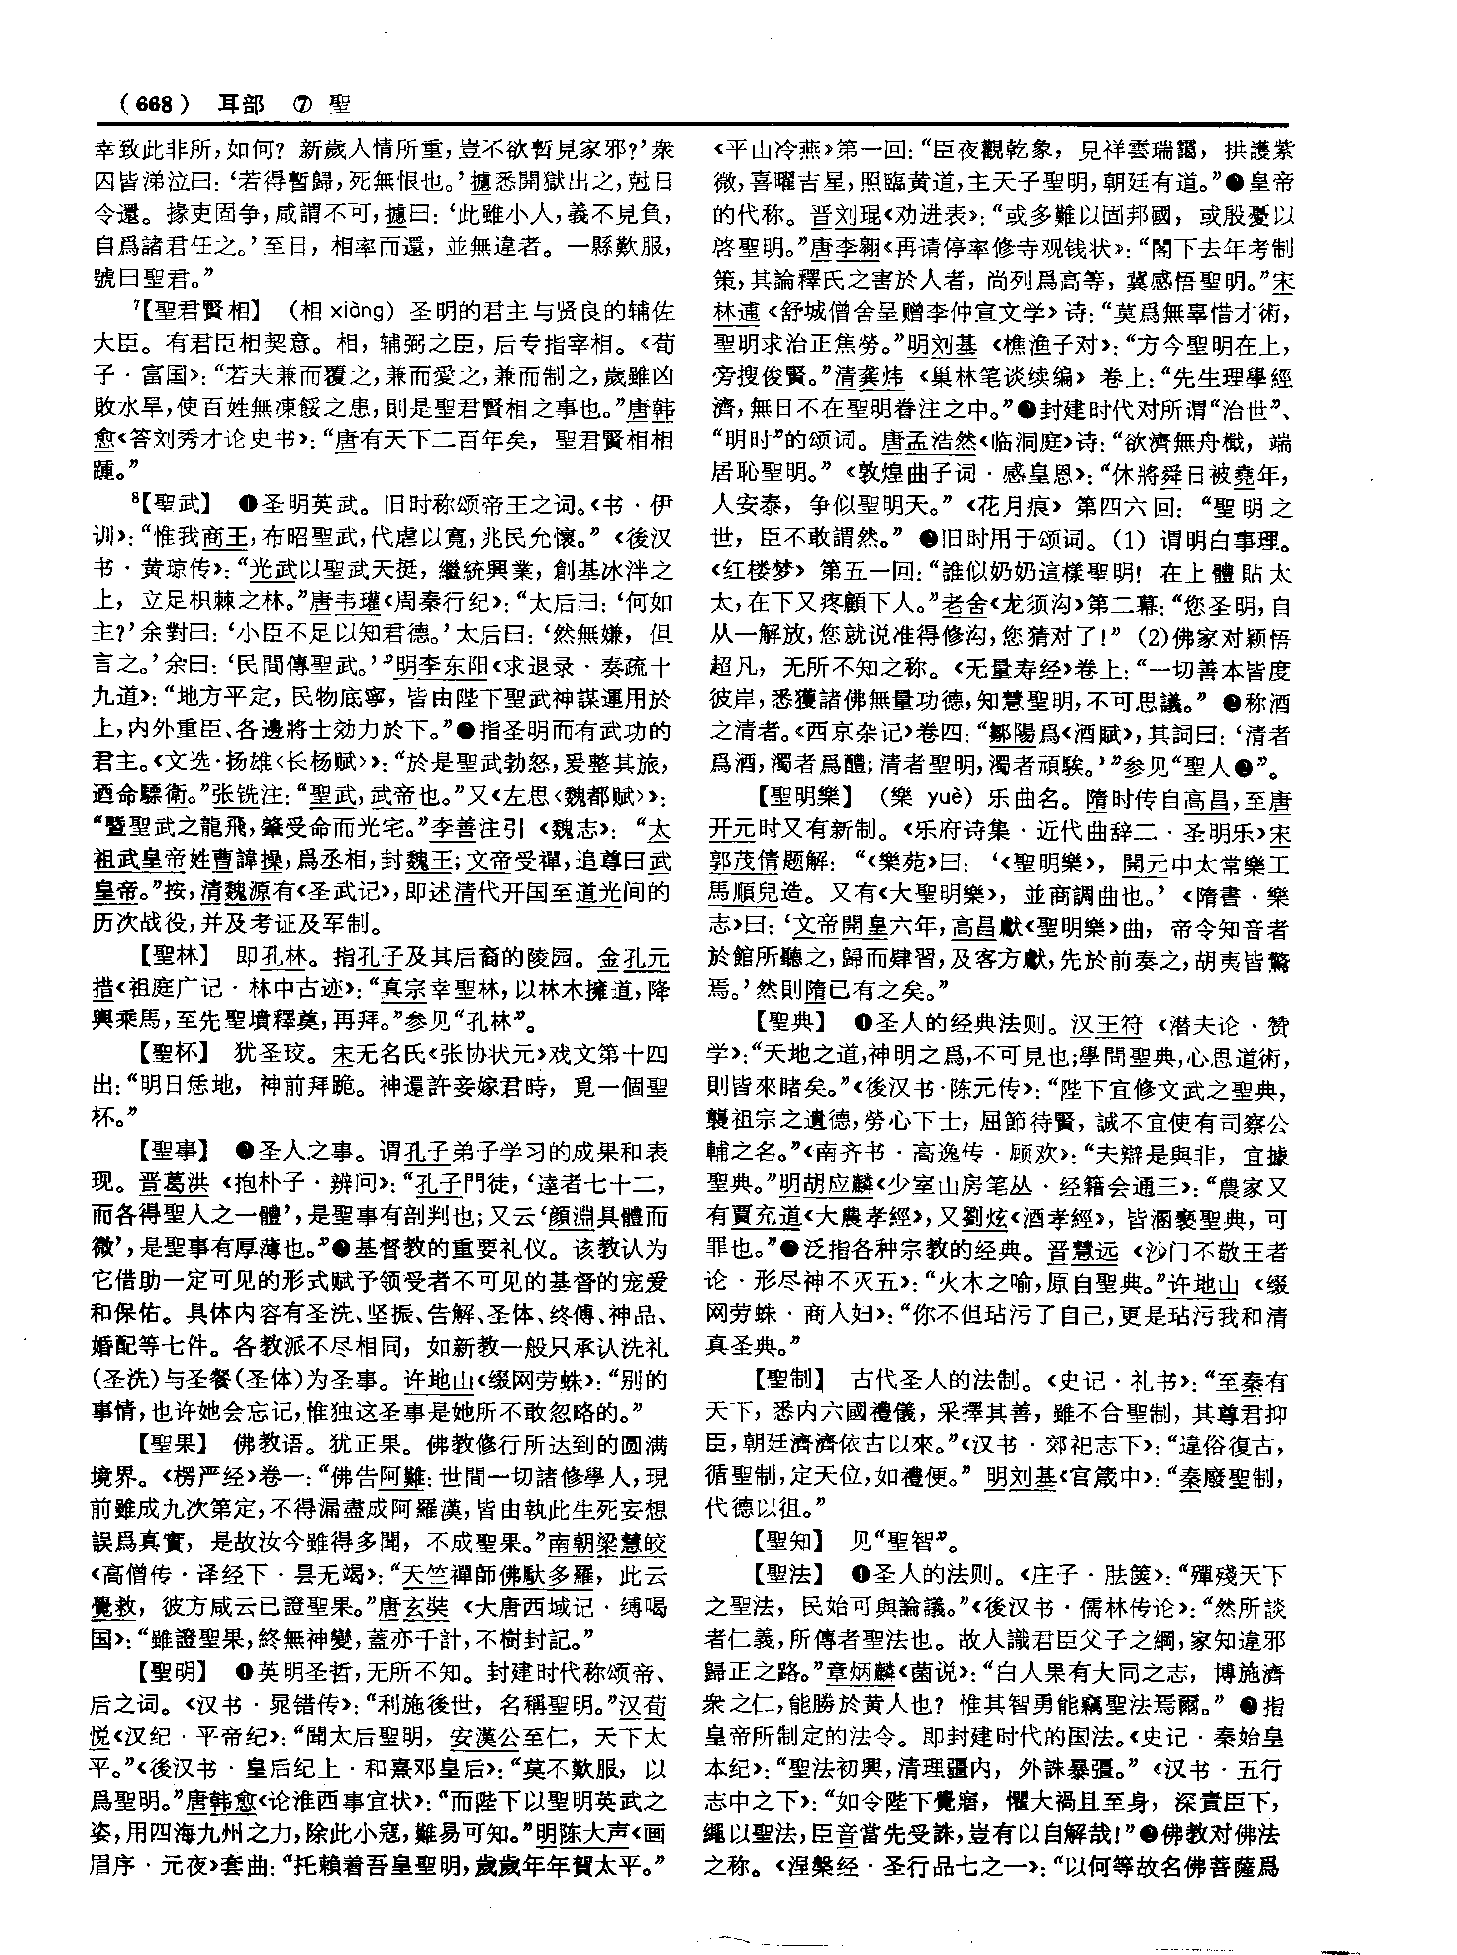 （668） 耳部 ⑦ 聖
幸致此非所，如何？新歲人情所重，豈不欲暫見家邪？’衆
囚皆涕泣曰：‘若得暫歸，死無恨也。’攄悉開獄出之，尅日
令還。掾吏固争，咸謂不可，攄曰：‘此雖小人，義不見負，
自爲諸君任之。’至日，相率而還，並無違者。一縣歎服，
號曰聖君。”
⁷【聖君賢相】（相 xiàng）圣明的君主与贤良的辅佐
大臣。有君臣相契意。相，辅弼之臣，后专指宰相。《荀
子·富国》：“若夫兼而覆之，兼而愛之，兼而制之，歲雖凶
敗水旱，使百姓無凍餒之患，則是聖君賢相之事也。”唐韩
愈《答刘秀才论史书》：“唐有天下二百年矣，聖君賢相相
踵。”
⁸【聖武】 ❶圣明英武。旧时称颂帝王之词。《书·伊
训》：“惟我商王，布昭聖武，代虐以寬，兆民允懷。”《後汉
书·黄琼传》：“光武以聖武天挺，繼統興業，創基冰泮之
上，立足枳棘之林。”唐韦瓘《周秦行纪》：“太后曰：‘何如
主？’余對曰：‘小臣不足以知君德。’太后曰：‘然無嫌，但
言之。’余曰：‘民間傳聖武。’”明李东阳《求退录·奏疏十
九道》：“地方平定，民物底寧，皆由陛下聖武神謀運用於
上，内外重臣、各邊將士効力於下。”❷指圣明而有武功的
君主。《文选·扬雄〈长杨赋〉》：“於是聖武勃怒，爰整其旅，
迺命驃衛。”张铣注：“聖武，武帝也。”又《左思〈魏都赋〉》：
“暨聖武之龍飛，肇受命而光宅。”李善注引《魏志》：“太
祖武皇帝姓曹諱操，爲丞相，封魏王；文帝受禪，追尊曰武
皇帝。”按，清魏源有《圣武记》，即述清代开国至道光间的
历次战役，并及考证及军制。
【聖林】 即孔林。指孔子及其后裔的陵园。金孔元
措《祖庭广记·林中古迹》：“真宗幸聖林，以林木擁道，降
輿乘馬，至先聖墳釋奠，再拜。”参见“孔林”。
【聖杯】 犹圣珓。宋无名氏《张协状元》戏文第十四
出：“明日恁地，神前拜跪。神還許妾嫁君時，覓一個聖
杯。”
【聖事】 ❶圣人之事。谓孔子弟子学习的成果和表
现。晋葛洪《抱朴子·辨问》：“孔子門徒，‘達者七十二，
而各得聖人之一體’，是聖事有剖判也；又云‘顔淵具體而
微’，是聖事有厚薄也。”❷基督教的重要礼仪。该教认为
它借助一定可见的形式赋予领受者不可见的基督的宠爱
和保佑。具体内容有圣洗、坚振、告解、圣体、终傅、神品、
婚配等七件。各教派不尽相同，如新教一般只承认洗礼
（圣洗）与圣餐（圣体）为圣事。许地山《缀网劳蛛》：“别的
事情，也许她会忘记，惟独这圣事是她所不敢忽略的。”
【聖果】 佛教语。犹正果。佛教修行所达到的圆满
境界。《楞严经》卷一：“佛告阿難：世間一切諸修學人，現
前雖成九次第定，不得漏盡成阿羅漢，皆由執此生死妄想
誤爲真實，是故汝今雖得多聞，不成聖果。”南朝梁慧皎
《高僧传·译经下·昙无竭》：“天竺禪師佛馱多羅，此云
覺救，彼方咸云已證聖果。”唐玄奘《大唐西域记·缚喝
国》：“雖證聖果，終無神變，蓋亦千計，不樹封記。”
【聖明】 ❶英明圣哲，无所不知。封建时代称颂帝、
后之词。《汉书·晁错传》：“利施後世，名稱聖明。”汉荀
悦《汉纪·平帝纪》：“聞太后聖明，安漢公至仁，天下太
平。”《後汉书·皇后纪上·和熹邓皇后》：“莫不歎服，以
爲聖明。”唐韩愈《论淮西事宜状》：“而陛下以聖明英武之
姿，用四海九州之力，除此小寇，難易可知。”明陈大声《画
眉序·元夜》套曲：“托賴着吾皇聖明，歲歲年年賀太平。”
《平山冷燕》第一回：“臣夜觀乾象，見祥雲瑞靄，拱護紫
微，喜曜吉星，照臨黄道，主天子聖明，朝廷有道。”❷皇帝
的代称。晋刘琨《劝进表》：“或多難以固邦國，或殷憂以
啓聖明。”唐李翱《再请停率修寺观钱状》：“閣下去年考制
策，其論釋氏之害於人者，尚列爲高等，冀感悟聖明。”宋
林逋《舒城僧舍呈赠李仲宣文学》诗：“莫爲無辜惜才術，
聖明求治正焦勞。”明刘基《樵渔子对》：“方今聖明在上，
旁搜俊賢。”清龚炜《巢林笔谈续编》卷上：“先生理學經
濟，無日不在聖明眷注之中。”❸封建时代对所谓“治世”、
“明时”的颂词。唐孟浩然《临洞庭》诗：“欲濟無舟檝，端
居恥聖明。”《敦煌曲子词·感皇恩》：“休將舜日被堯年，
人安泰，争似聖明天。”《花月痕》第四六回：“聖明之
世，臣不敢謂然。”❹旧时用于颂词。（1）谓明白事理。
《红楼梦》第五一回：“誰似奶奶這樣聖明！在上體貼太
太，在下又疼顧下人。”老舍《龙须沟》第二幕：“您圣明，自
从一解放，您就说准得修沟，您猜对了！”（2）佛家对颖悟
超凡，无所不知之称。《无量寿经》卷上：“一切善本皆度
彼岸，悉獲諸佛無量功德，知慧聖明，不可思議。”❺称酒
之清者。《西京杂记》卷四：“鄒陽爲《酒賦》，其詞曰：‘清者
爲酒，濁者爲醴；清者聖明，濁者頑騃。’”参见“聖人❺”。
【聖明樂】（樂 yuè）乐曲名。隋时传自高昌，至唐
开元时又有新制。《乐府诗集·近代曲辞二·圣明乐》宋
郭茂倩题解：“《樂苑》曰：‘《聖明樂》，開元中太常樂工
馬順兒造。又有《大聖明樂》，並商調曲也。’《隋書·樂
志》曰：‘文帝開皇六年，高昌獻《聖明樂》曲，帝令知音者
於館所聽之，歸而肄習，及客方獻，先於前奏之，胡夷皆驚
焉。’然則隋已有之矣。”
【聖典】 ❶圣人的经典法则。汉王符《潜夫论·赞
学》：“天地之道，神明之爲，不可見也；學問聖典，心思道術，
則皆來睹矣。”《後汉书·陈元传》：“陛下宜修文武之聖典，
襲祖宗之遺德，勞心下士，屈節待賢，誠不宜使有司察公
輔之名。”《南齐书·高逸传·顾欢》：“夫辯是與非，宜據
聖典。”明胡应麟《少室山房笔丛·经籍会通三》：“農家又
有賈充道《大農孝經》，又劉炫《酒孝經》，皆溷褻聖典，可
罪也。”❷泛指各种宗教的经典。晋慧远《沙门不敬王者
论·形尽神不灭五》：“火木之喻，原自聖典。”许地山《缀
网劳蛛·商人妇》：“你不但玷污了自己，更是玷污我和清
真圣典。”
【聖制】 古代圣人的法制。《史记·礼书》：“至秦有
天下，悉内六國禮儀，采擇其善，雖不合聖制，其尊君抑
臣，朝廷濟濟依古以來。”《汉书·郊祀志下》：“違俗復古，
循聖制，定天位，如禮便。”明刘基《官箴中》：“秦廢聖制，
代德以徂。”
【聖知】 见“聖智”。
【聖法】 ❶圣人的法则。《庄子·胠箧》：“殫殘天下
之聖法，民始可與論議。”《後汉书·儒林传论》：“然所談
者仁義，所傳者聖法也。故人識君臣父子之綱，家知違邪
歸正之路。”章炳麟《菌说》：“白人果有大同之志，博施濟
衆之仁，能勝於黄人也？惟其智勇能竊聖法焉爾。”❷指
皇帝所制定的法令。即封建时代的国法。《史记·秦始皇
本纪》：“聖法初興，清理疆内，外誅暴彊。”《汉书·五行
志中之下》：“如令陛下覺寤，懼大禍且至身，深責臣下，
繩以聖法，臣音當先受誅，豈有以自解哉！”❸佛教对佛法
之称。《涅槃经·圣行品七之一》：“以何等故名佛菩薩爲